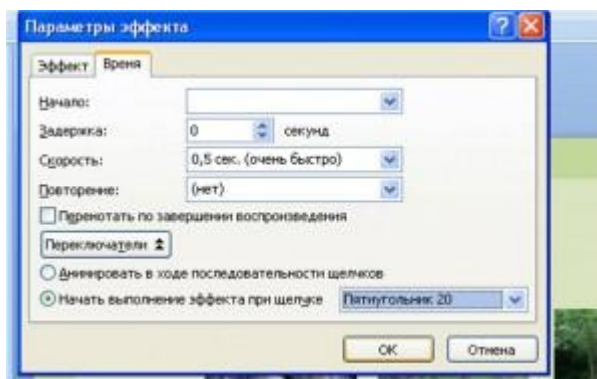 Параметры эффекта
Эффект Время
Начало:
Задержка: 0 секунд
Скорость: 0,5 сек. (очень быстро)
Повторение: (нет)
Перемотать по завершении воспроизведения
Переключатели
Анимировать в ходе последовательности щелчков
Начать выполнение эффекта при щелчке Пятиугольник 20
ОК Отмена